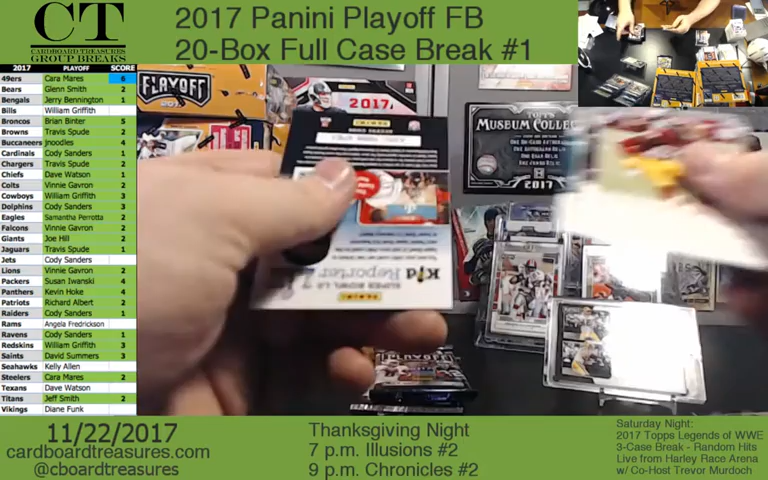 CT
CARDBOARD TREASURES
GROUP BREAKS
2017 Panini Playoff FB
20-Box Full Case Break #1
2017 PLAYOFF SCORE
49ers Cara Mares 6
Bears Glenn Smith 2
Bengals Jerry Bennington 1
Bills William Griffith
Broncos Brian Binter 5
Browns Travis Spude 2
Buccaneers Jnoodles 4
Cardinals Cody Sanders 1
Chargers Travis Spude 2
Chiefs Dave Watson 1
Colts Vinnie Gavron 2
Cowboys William Griffith 3
Dolphins Cody Sanders 3
Eagles Samantha Perrotta 2
Falcons Vinnie Gavron 2
Giants Joe Hill 2
Jaguars Travis Spude 1
Jets Cody Sanders
Lions Vinnie Gavron 2
Packers Susan Iwanski 4
Panthers Kevin Hoke 4
Patriots Richard Albert 2
Raiders Cody Sanders 1
Rams Angela Fredrickson
Ravens Cody Sanders 1
Redskins William Griffith 3
Saints David Summers 3
Seahawks Kelly Allen
Steelers Cara Mares 2
Texans Dave Watson
Titans Jeff Smith 2
Vikings Diane Funk
PLAYOFF
2017
TOPPS
MUSEUM COLLEC
2017
Kid
Reporter
SUPER BOWL LI
PANINI
PLAYOFF
11/22/2017
cardboardtreasures.com
@cboardtreasures
Thanksgiving Night
7 p.m. Illusions #2
9 p.m. Chronicles #2
Saturday Night:
2017 Topps Legends of WWE
3-Case Break - Random Hits
Live from Harley Race Arena
w/ Co-Host Trevor Murdoch